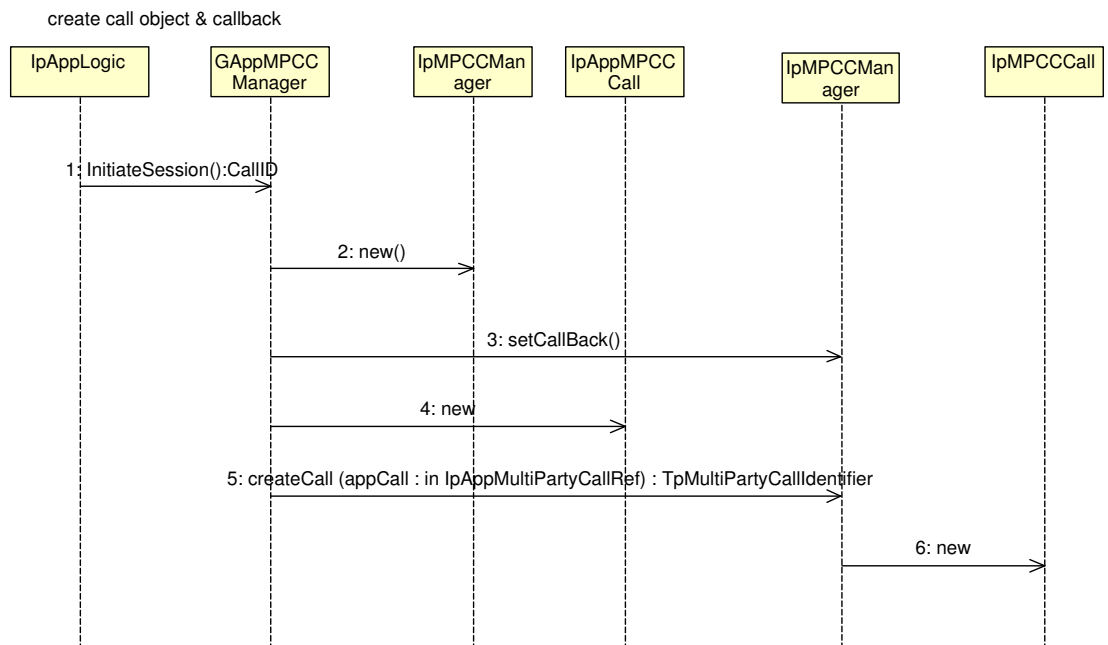 create call object & callback
IpAppLogic
GAppMPCC
Manager
IpMPCCMan
ager
IpAppMPCC
Call
IpMPCCMan
ager
IpMPCCCall
1: InitiateSession():CallID
2: new()
3: setCallBack()
4: new
5: createCall (appCall : in IpAppMultiPartyCallRef) : TpMultiPartyCallIdentifier
6: new